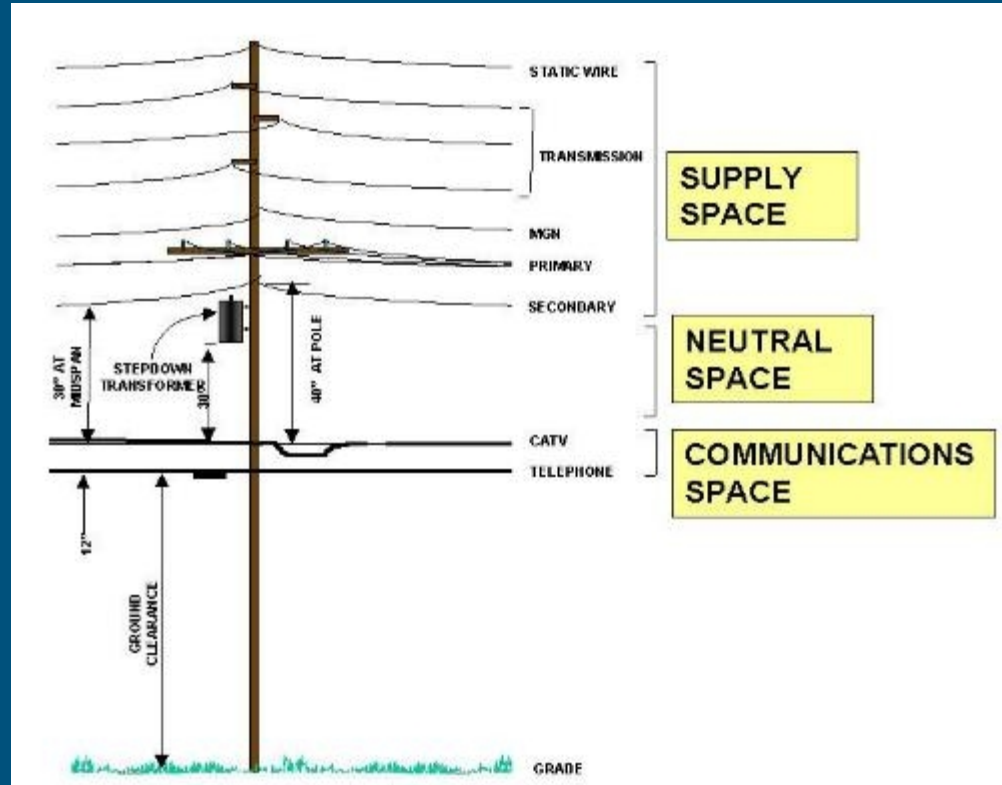 STATIC WIRE
TRANSMISSION
SUPPLY
SPACE
MGN
PRIMARY
SECONDARY
NEUTRAL
SPACE
STEPDOWN
TRANSFORMER
30" AT
MIDSPAN
30"
40" AT POLE
CATV
TELEPHONE
COMMUNICATIONS
SPACE
12"
GROUND
CLEARANCE
GRADE